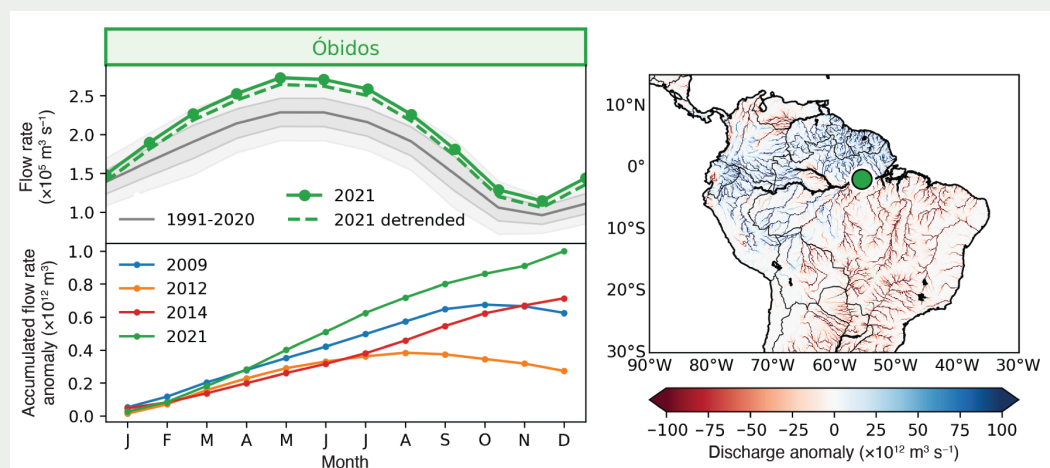 Óbidos
Flow rate
(×10⁵ m³ s⁻¹)
2.5
2.0
1.5
1.0
1991-2020
2021
2021 detrended
Accumulated flow rate
anomaly (×10¹² m³)
1.0
0.8
0.6
0.4
0.2
0.0
2009
2012
2014
2021
J F M A M J J A S O N D
Month
10°N
0°
10°S
20°S
30°S
90°W 80°W 70°W 60°W 50°W 40°W 30°W
−100 −75 −50 −25 0 25 50 75 100
Discharge anomaly (×10¹² m³ s⁻¹)